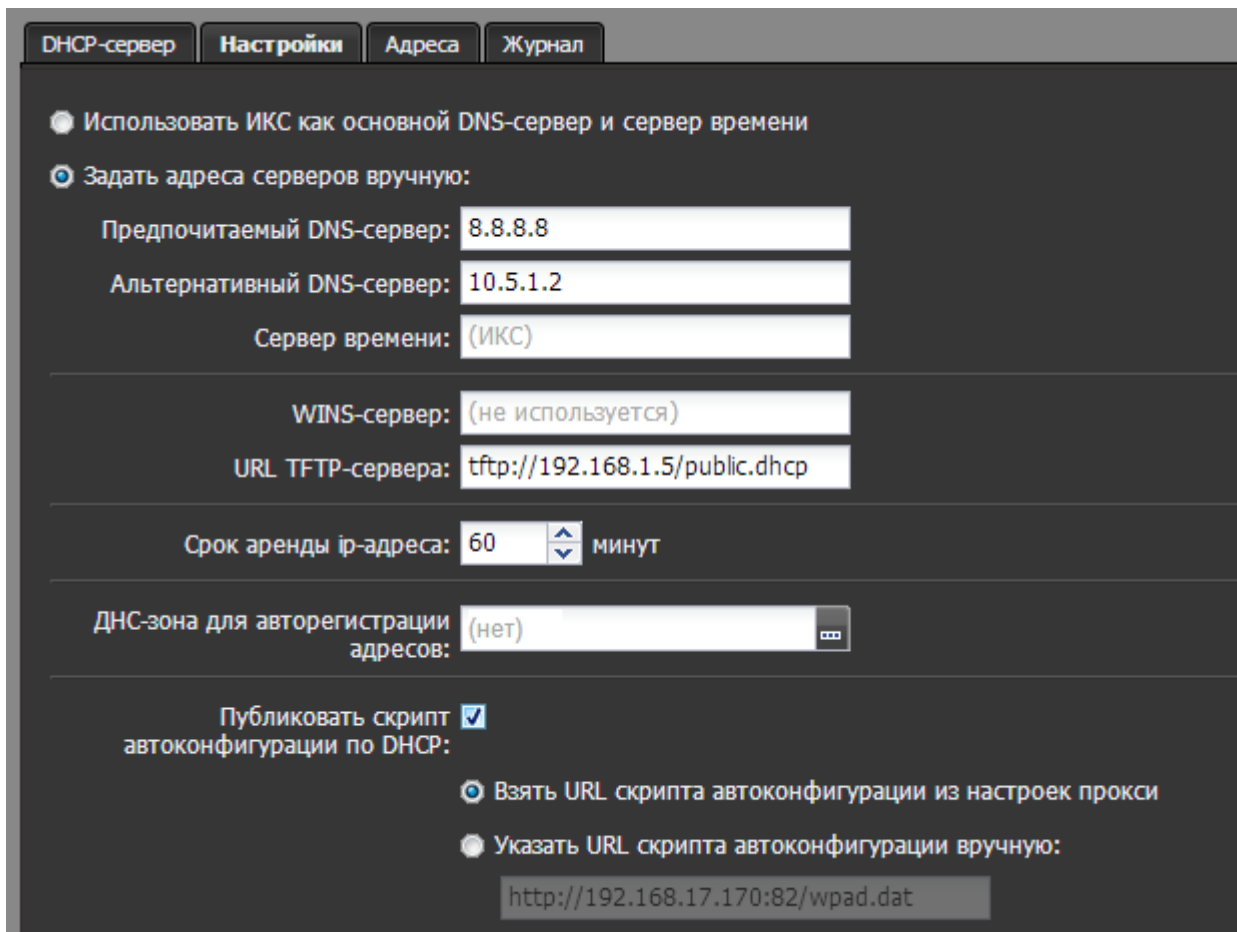 DHCP-сервер Настройки Адреса Журнал
Использовать ИКС как основной DNS-сервер и сервер времени
Задать адреса серверов вручную:
Предпочитаемый DNS-сервер: 8.8.8.8
Альтернативный DNS-сервер: 10.5.1.2
Сервер времени: (ИКС)
WINS-сервер: (не используется)
URL TFTP-сервера: tftp://192.168.1.5/public.dhcp
Срок аренды ip-адреса: 60 минут
ДНС-зона для авторегистрации
адресов: (нет)
Публиковать скрипт
автоконфигурации по DHCP:
Взять URL скрипта автоконфигурации из настроек прокси
Указать URL скрипта автоконфигурации вручную:
http://192.168.17.170:82/wpad.dat